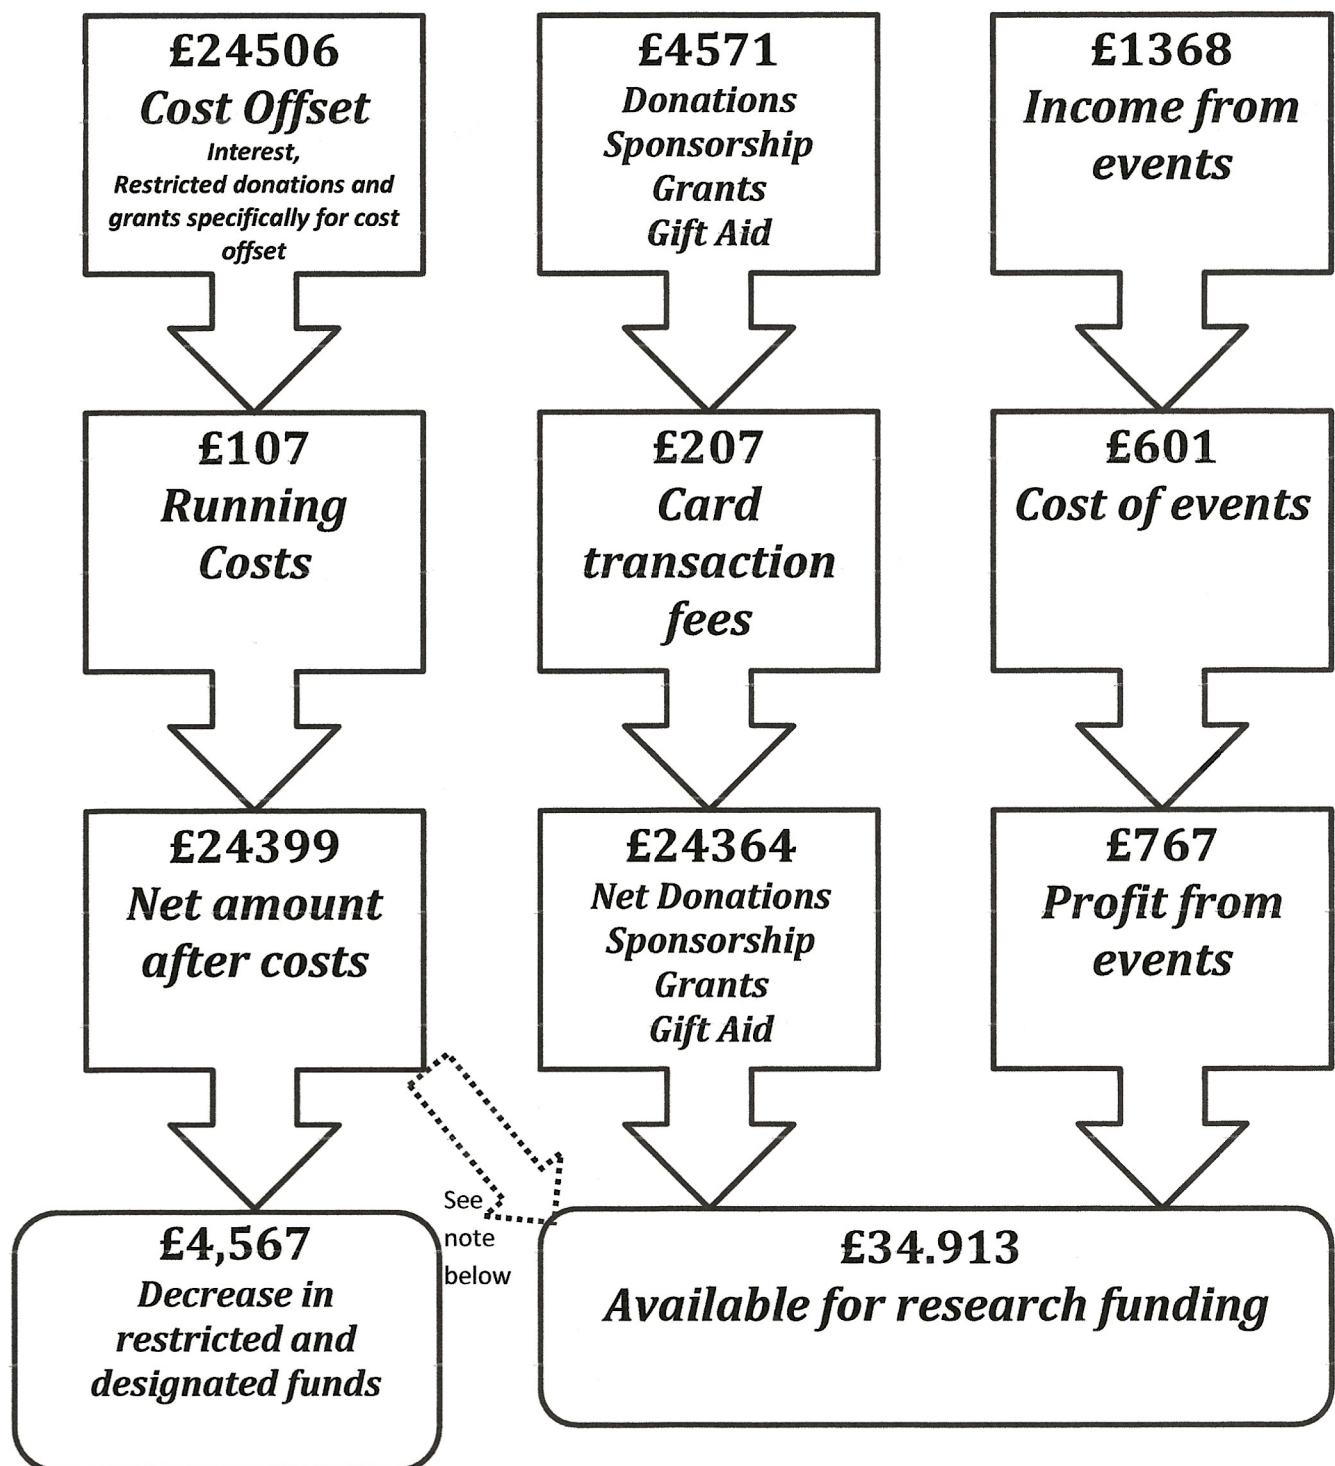 £24506
Cost Offset
Interest,
Restricted donations and
grants specifically for cost
offset
£4571
Donations
Sponsorship
Grants
Gift Aid
£1368
Income from
events
£107
Running
Costs
£207
Card
transaction
fees
£601
Cost of events
£24399
Net amount
after costs
£24364
Net Donations
Sponsorship
Grants
Gift Aid
£767
Profit from
events
See
note
below
£4,567
Decrease in
restricted and
designated funds
£34.913
Available for research funding